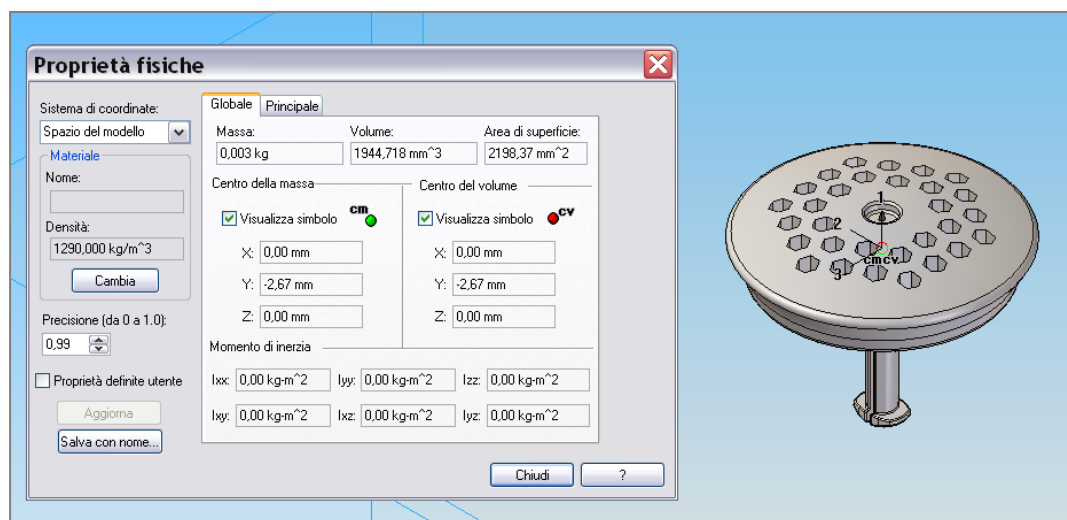 Proprietà fisiche
Sistema di coordinate:
Spazio del modello
Materiale
Nome:
Densità:
1290,000 kg/m^3
Cambia
Precisione (da 0 a 1.0):
0,99
Proprietà definite utente
Aggiorna
Salva con nome...
Globale Principale
Massa: Volume: Area di superficie:
0,003 kg 1944,718 mm^3 2198,37 mm^2
Centro della massa Centro del volume
Visualizza simbolo cm Visualizza simbolo cv
X: 0,00 mm X: 0,00 mm
Y: -2,67 mm Y: -2,67 mm
Z: 0,00 mm Z: 0,00 mm
Momento di inerzia
Ixx: 0,00 kg-m^2 Iyy: 0,00 kg-m^2 Izz: 0,00 kg-m^2
Ixy: 0,00 kg-m^2 Ixz: 0,00 kg-m^2 Iyz: 0,00 kg-m^2
Chiudi ?
1
2
cm cv
3